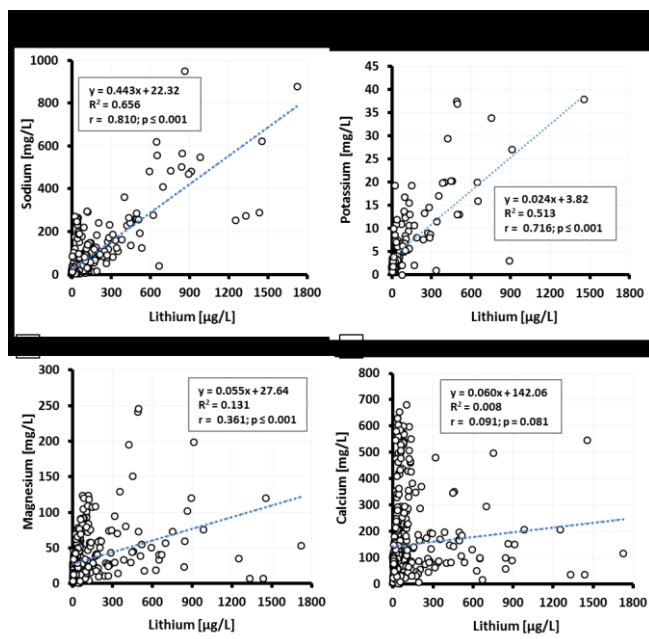 1000
800
600
400
200
0
Sodium [mg/L]
y = 0.443x + 22.32
R² = 0.656
r = 0.810; p ≤ 0.001
0 300 600 900 1200 1500 1800
Lithium [µg/L]
45
40
35
30
25
20
15
10
5
0
Potassium [mg/L]
y = 0.024x + 3.82
R² = 0.513
r = 0.716; p ≤ 0.001
0 300 600 900 1200 1500 1800
Lithium [µg/L]
300
250
200
150
100
50
0
Magnesium [mg/L]
y = 0.055x + 27.64
R² = 0.131
r = 0.361; p ≤ 0.001
0 300 600 900 1200 1500 1800
Lithium [µg/L]
800
700
600
500
400
300
200
100
0
Calcium [mg/L]
y = 0.060x + 142.06
R² = 0.008
r = 0.091; p = 0.081
0 300 600 900 1200 1500 1800
Lithium [µg/L]